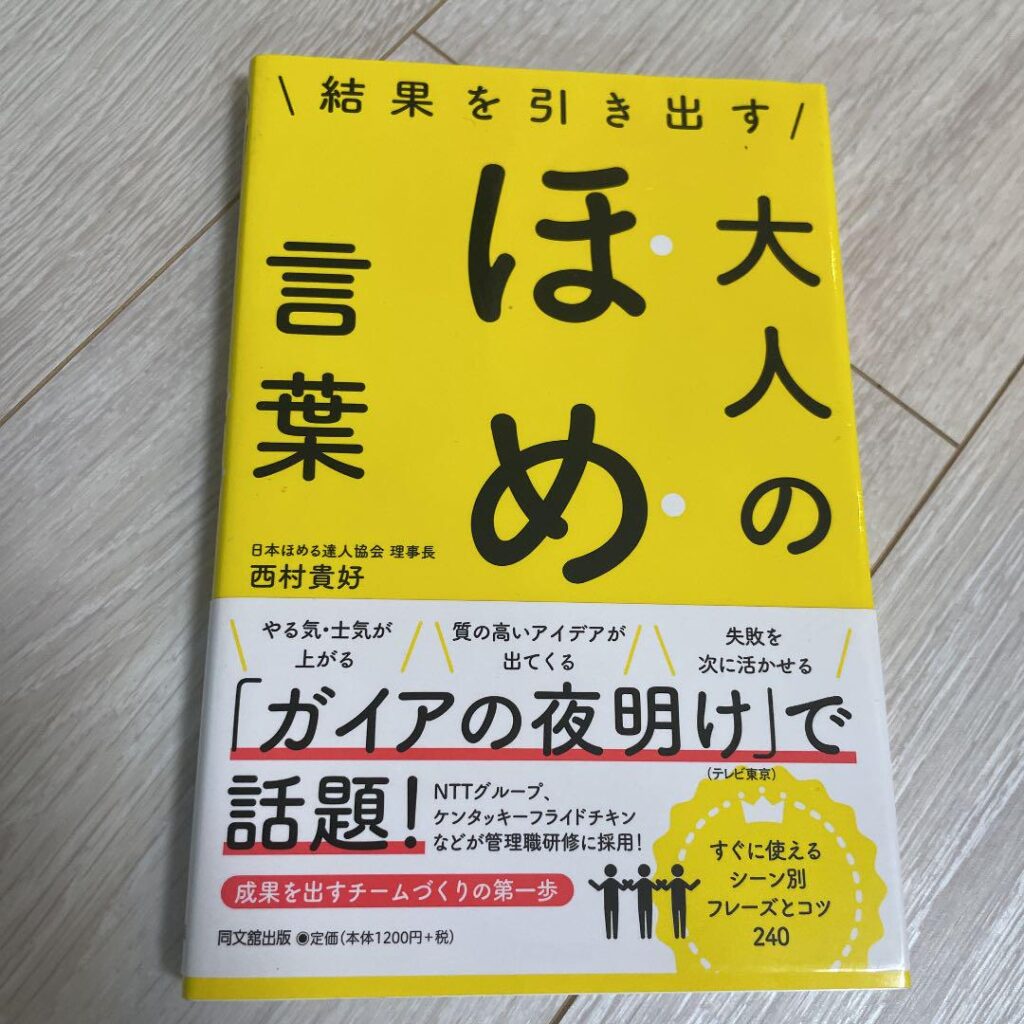 \ 結果を引き出す /
大人の
ほめ
言葉
日本ほめる達人協会 理事長
西村貴好
やる気・士気が
上がる
質の高いアイデアが
出てくる
失敗を
次に活かせる
「ガイアの夜明け」で
(テレビ東京)
話題!
NTTグループ、
ケンタッキーフライドチキン
などが管理職研修に採用!
成果を出すチームづくりの第一歩
すぐに使える
シーン別
フレーズとコツ
240
同文舘出版 ◉定価(本体1200円+税)